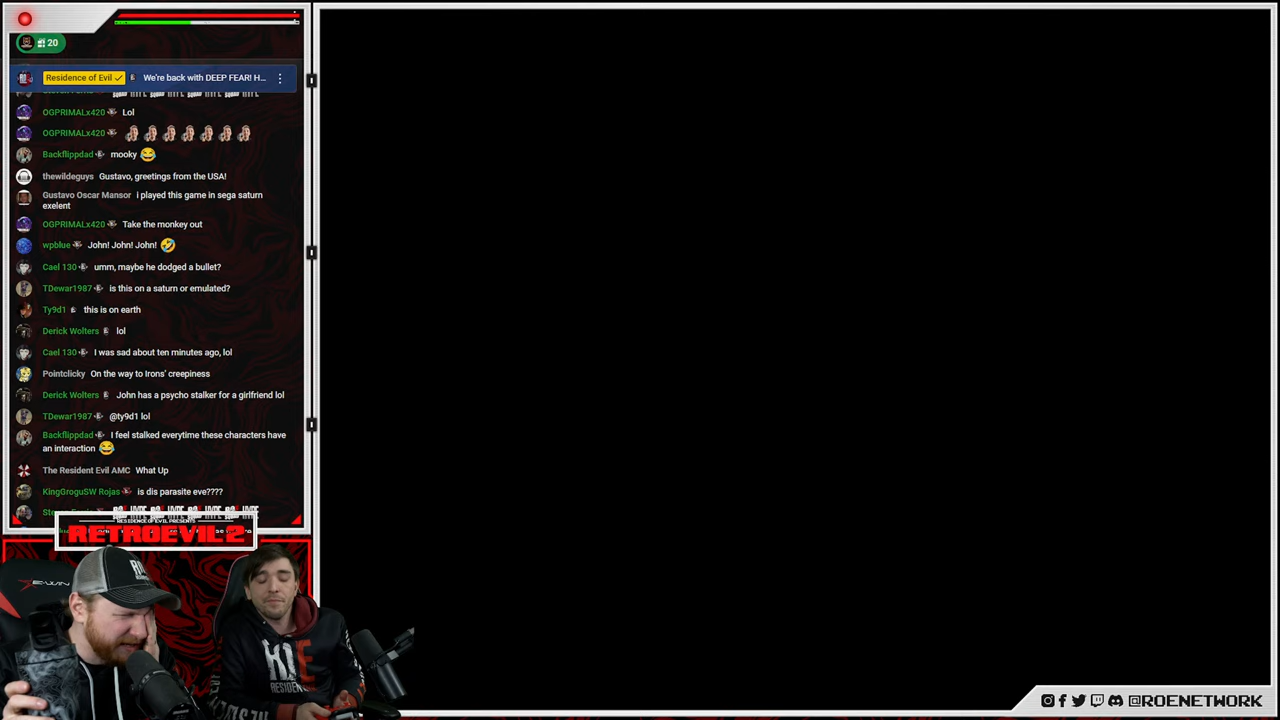 20
Residence of Evil We're back with DEEP FEAR! H...
OGPRIMALx420 Lol
OGPRIMALx420
Backflippdad mooky
thewildeguys Gustavo, greetings from the USA!
Gustavo Oscar Mansor i played this game in sega saturn
exelent
OGPRIMALx420 Take the monkey out
wpblue John! John! John!
Cael 130 umm, maybe he dodged a bullet?
TDewar1987 is this on a saturn or emulated?
Ty9d1 this is on earth
Derick Wolters lol
Cael 130 I was sad about ten minutes ago, lol
Pointclicky On the way to Irons' creepiness
Derick Wolters John has a psycho stalker for a girlfriend lol
TDewar1987 @ty9d1 lol
Backflippdad I feel stalked everytime these characters have
an interaction
The Resident Evil AMC What Up
KingGroguSW Rojas is dis parasite eve????
RESIDENCE OF EVIL PRESENTS
RETROEVIL 2
@ROENETWORK